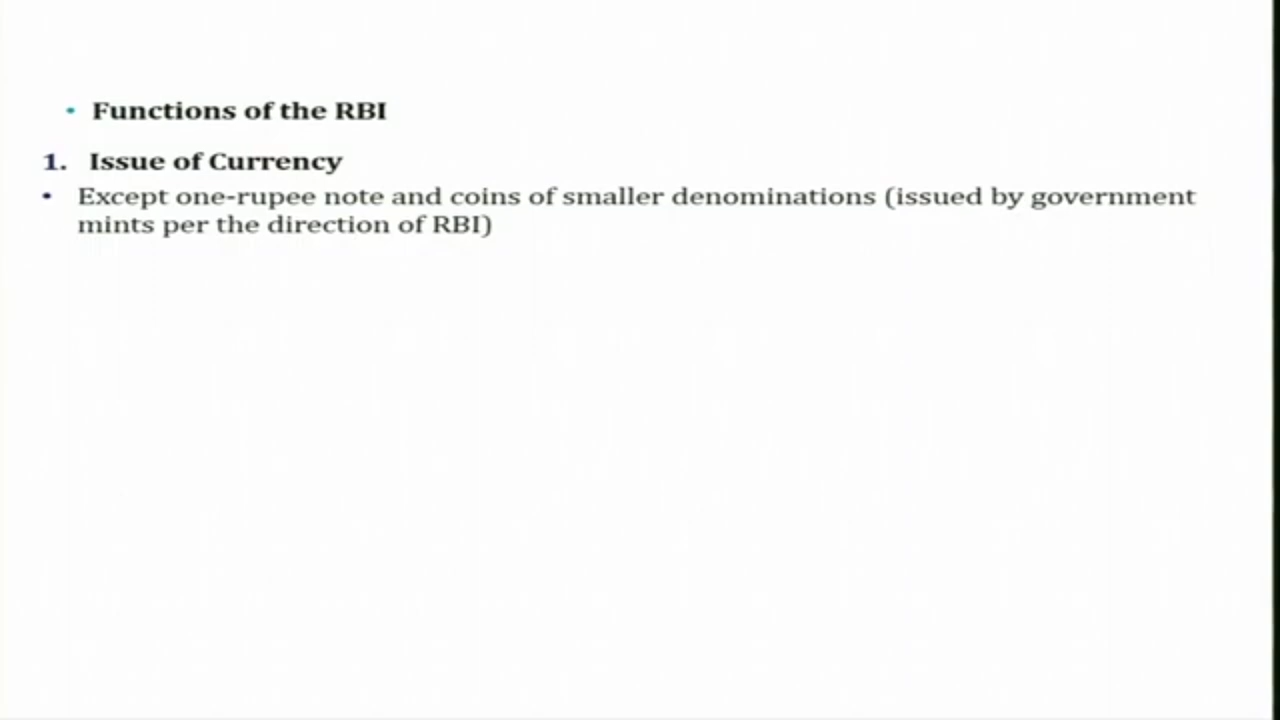 • Functions of the RBI
1. Issue of Currency
• Except one-rupee note and coins of smaller denominations (issued by government
mints per the direction of RBI)